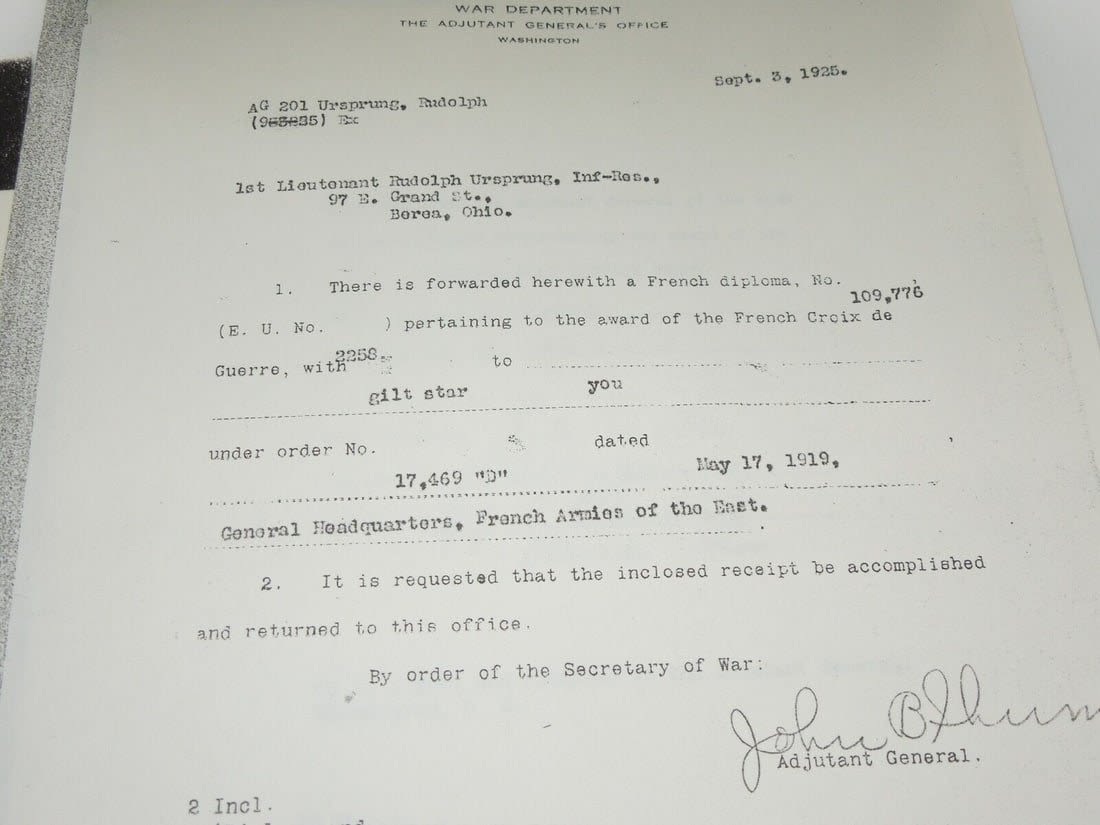 WAR DEPARTMENT
THE ADJUTANT GENERAL'S OFFICE
WASHINGTON
Sept. 3, 1925.
AG 201 Ursprung, Rudolph
Ex
1st Lieutenant Rudolph Ursprung, Inf-Res.,
97 E. Grand St.,
Berea, Ohio.
1. There is forwarded herewith a French diploma, No.
109,776
(E. U. No. ) pertaining to the award of the French Croix de
2258.
Guerre, with to
gilt star you
under order No. dated
17,469 "D" May 17, 1919,
General Headquarters, French Armies of the East.
2. It is requested that the inclosed receipt be accomplished
and returned to this office.
By order of the Secretary of War:
John B
Adjutant General.
2 Incl.